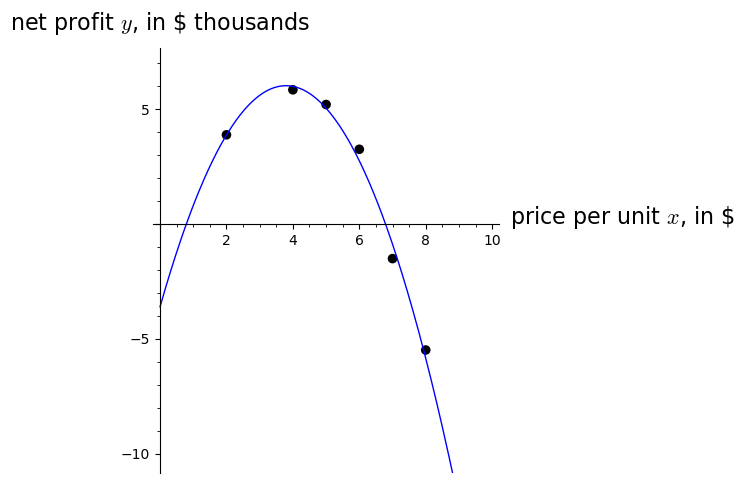 net profit y, in $ thousands
5
price per unit x, in $
2 4 6 8 10
−5
−10